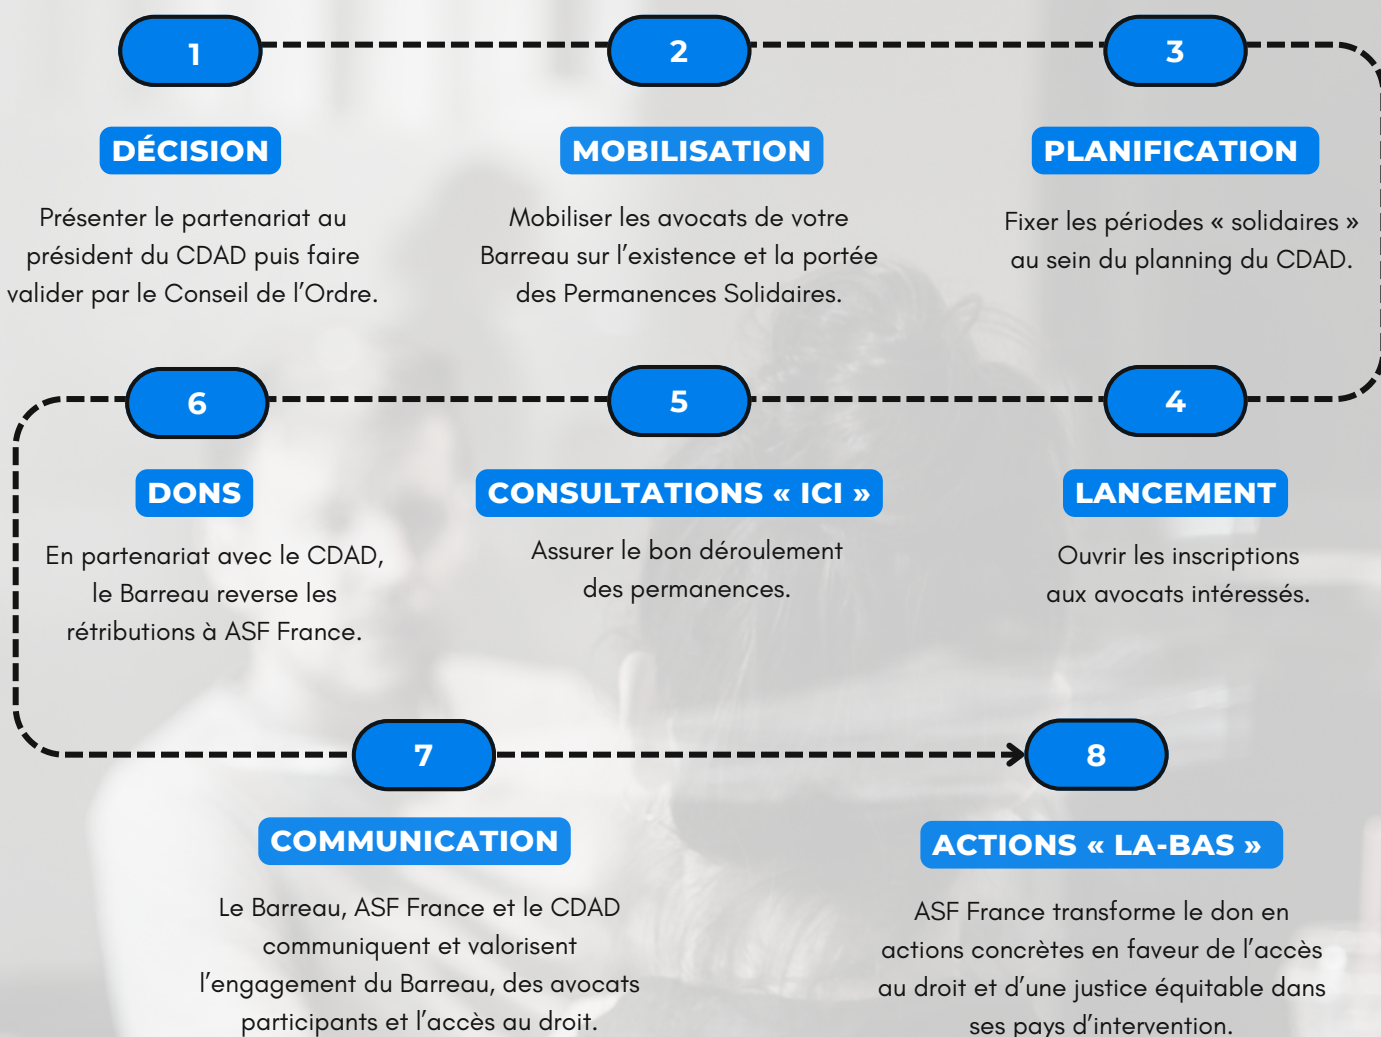 1
DÉCISION
Présenter le partenariat au
président du CDAD puis faire
valider par le Conseil de l'Ordre.
2
MOBILISATION
Mobiliser les avocats de votre
Barreau sur l'existence et la portée
des Permanences Solidaires.
3
PLANIFICATION
Fixer les périodes « solidaires »
au sein du planning du CDAD.
4
LANCEMENT
Ouvrir les inscriptions
aux avocats intéressés.
5
CONSULTATIONS « ICI »
Assurer le bon déroulement
des permanences.
6
DONS
En partenariat avec le CDAD,
le Barreau reverse les
rétributions à ASF France.
7
COMMUNICATION
Le Barreau, ASF France et le CDAD
communiquent et valorisent
l'engagement du Barreau, des avocats
participants et l'accès au droit.
8
ACTIONS « LA-BAS »
ASF France transforme le don en
actions concrètes en faveur de l'accès
au droit et d'une justice équitable dans
ses pays d'intervention.